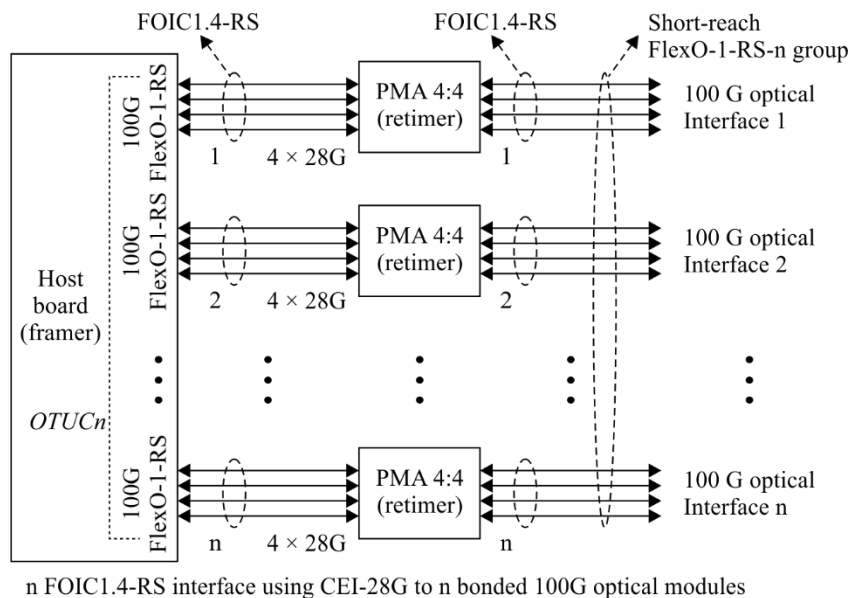 FOIC1.4-RS
FOIC1.4-RS
Short-reach
FlexO-1-RS-n group
100G
FlexO-1-RS
PMA 4:4
(retimer)
100 G optical
Interface 1
1
4 × 28G
1
100G
FlexO-1-RS
PMA 4:4
(retimer)
100 G optical
Interface 2
2
4 × 28G
2
Host
board
(framer)
OTUCn
100G
FlexO-1-RS
PMA 4:4
(retimer)
100 G optical
Interface n
n
4 × 28G
n
n FOIC1.4-RS interface using CEI-28G to n bonded 100G optical modules